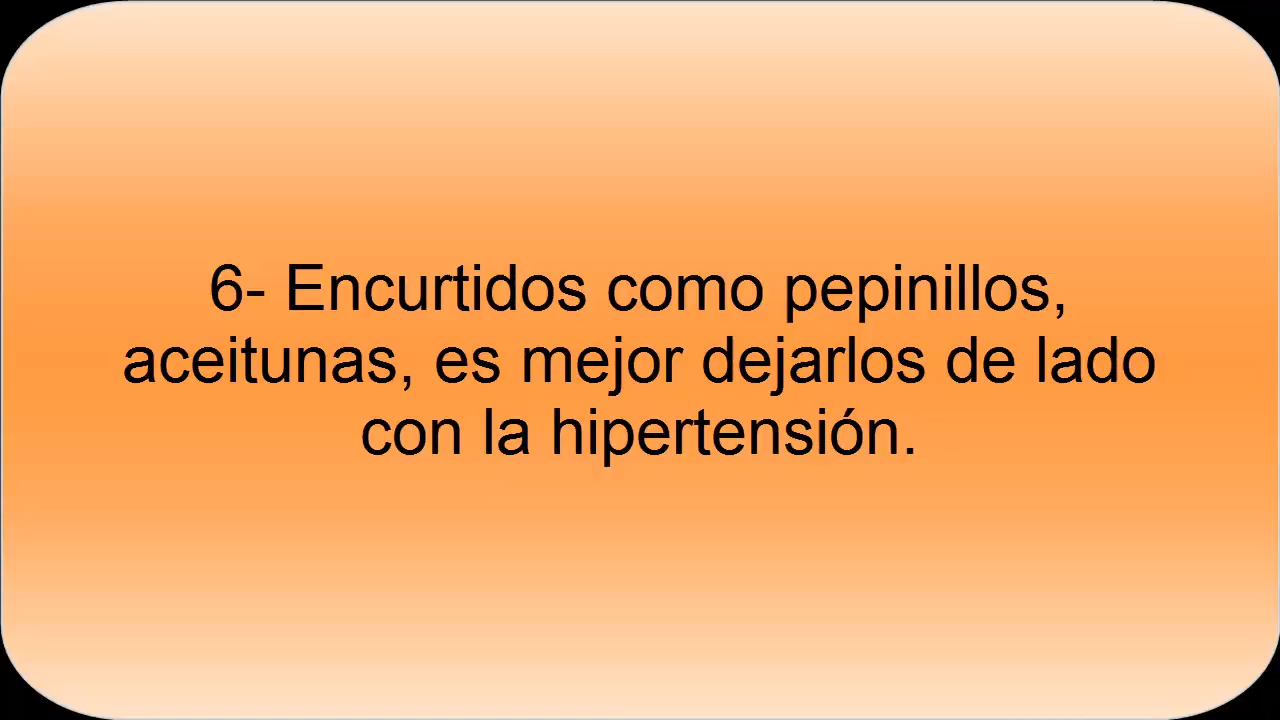 6- Encurtidos como pepinillos,
aceitunas, es mejor dejarlos de lado
con la hipertensión.